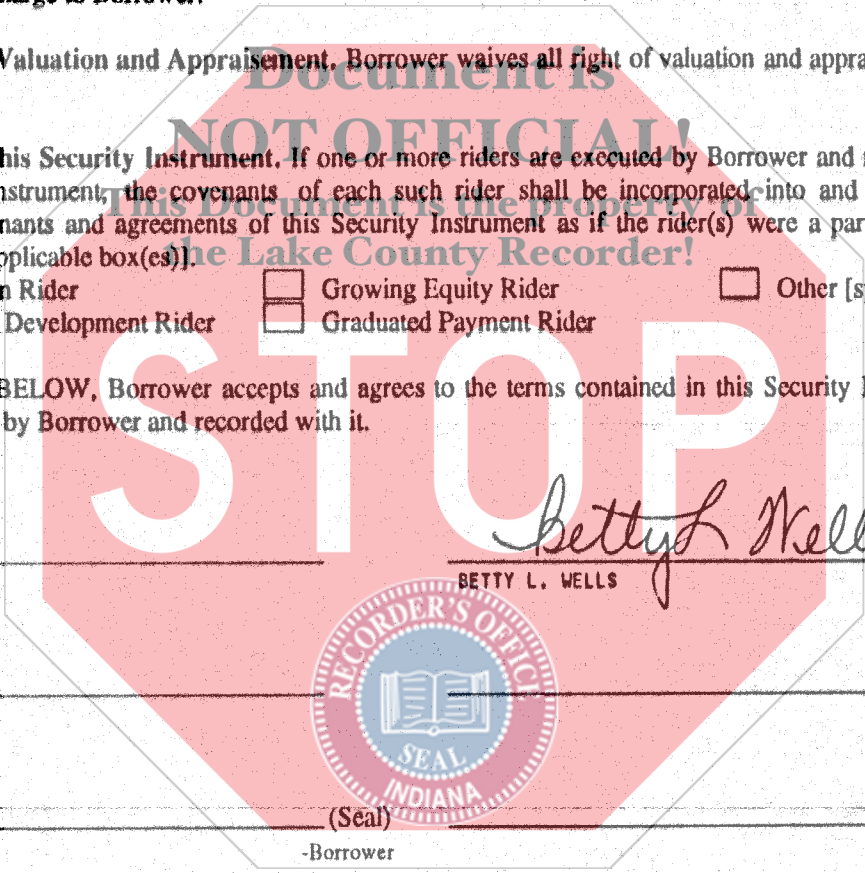 Valuation and Appraisement. Borrower waives all right of valuation and appra
Document is
NOT OFFICIAL!
This Document is the property of
the Lake County Recorder!
his Security Instrument. If one or more riders are executed by Borrower and
nstrument, the covenants of each such rider shall be incorporated into and
nants and agreements of this Security Instrument as if the rider(s) were a par
pplicable box(es)].
n Rider Growing Equity Rider Other [s
Development Rider Graduated Payment Rider
STOP
BELOW, Borrower accepts and agrees to the terms contained in this Security I
by Borrower and recorded with it.
Betty L Well
BETTY L. WELLS
RECORDER'S OFFICE
SEAL
INDIANA
(Seal)
-Borrower